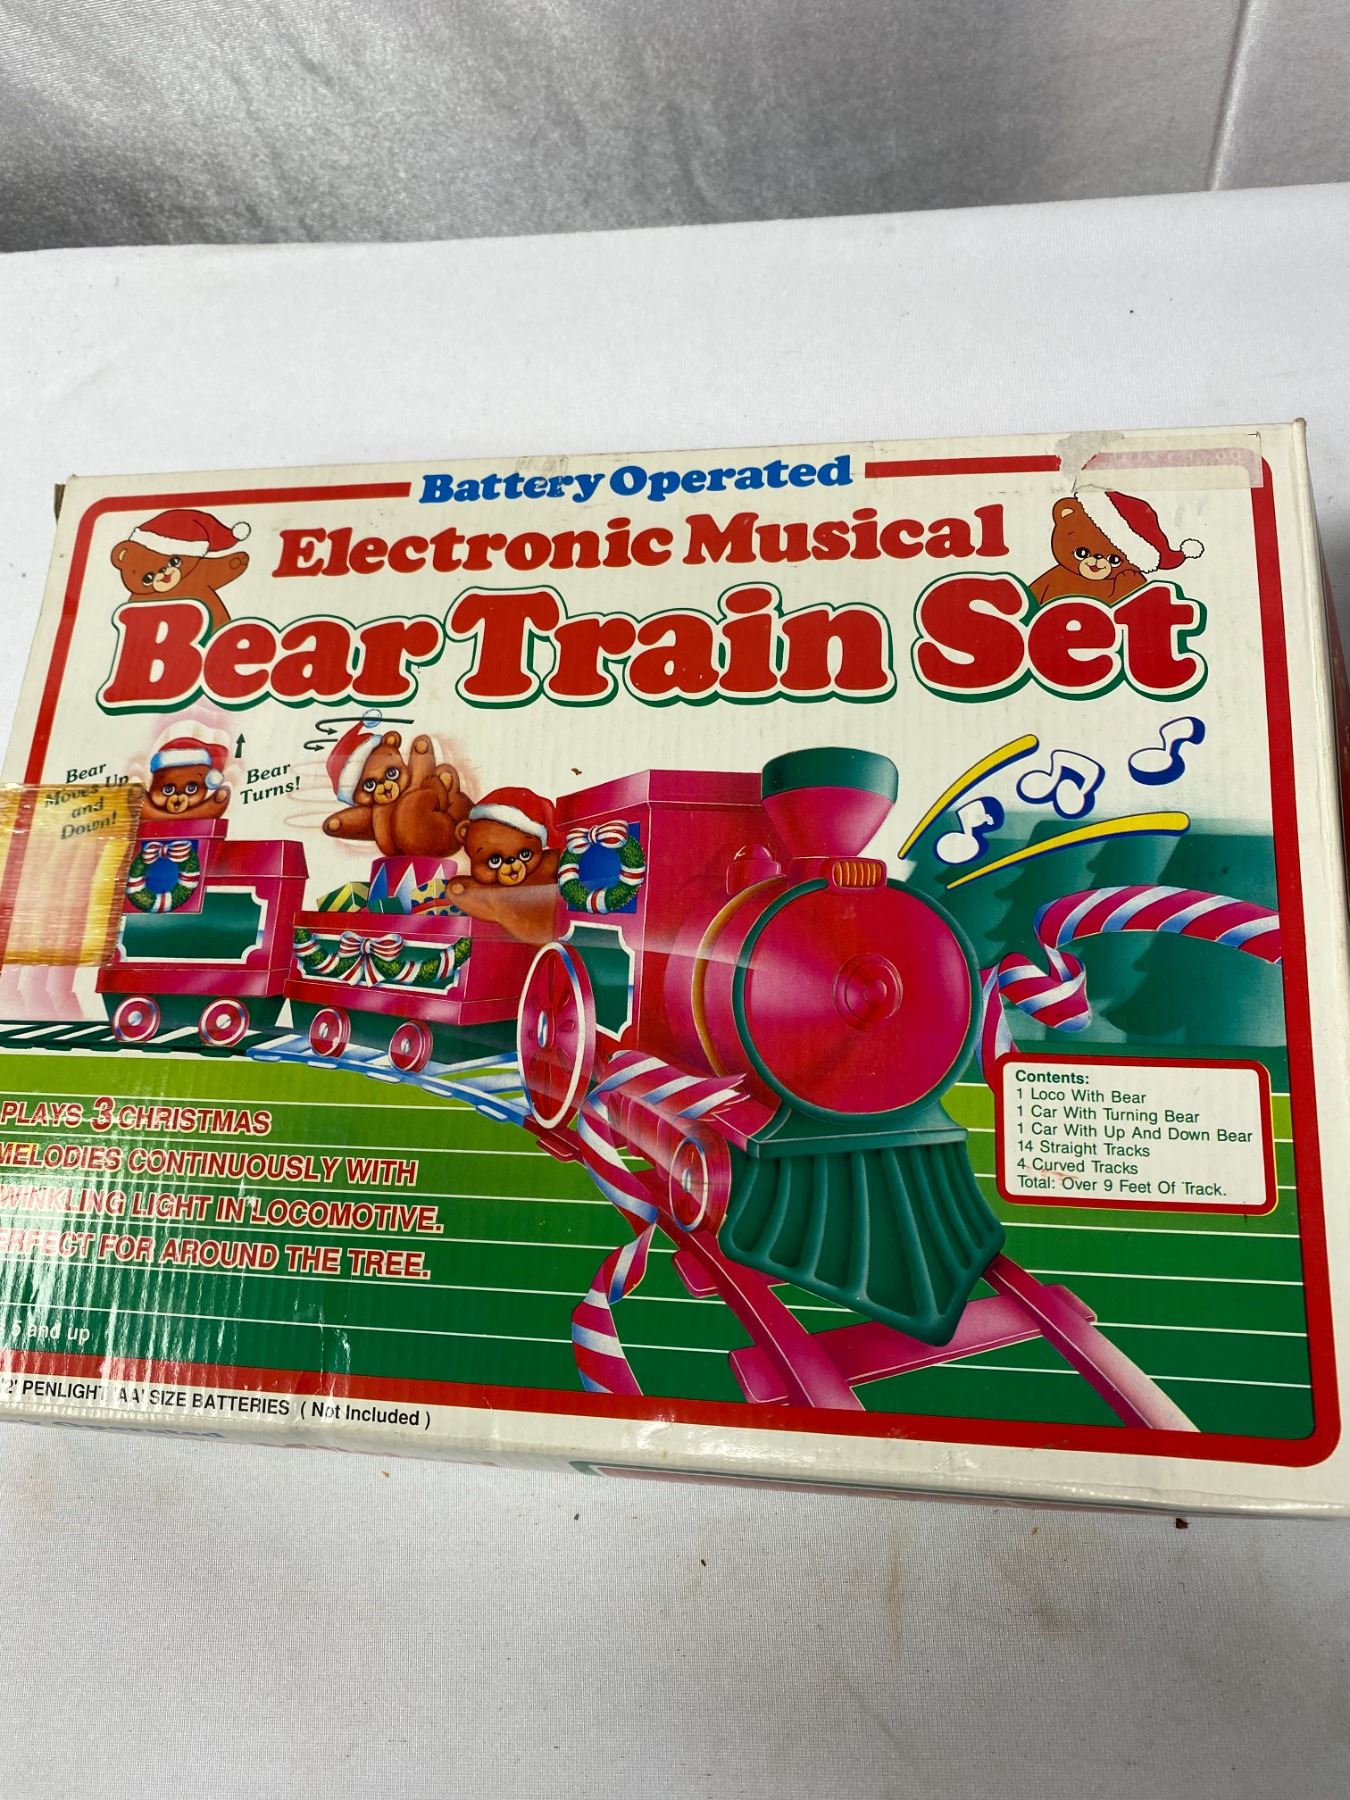 Battery Operated
Electronic Musical
Bear Train Set
Bear
Moves Up
and
Down!
Bear
Turns!
PLAYS 3 CHRISTMAS
MELODIES CONTINUOUSLY WITH
WINKLING LIGHT IN LOCOMOTIVE.
ERFECT FOR AROUND THE TREE.
Contents:
1 Loco With Bear
1 Car With Turning Bear
1 Car With Up And Down Bear
14 Straight Tracks
4 Curved Tracks
Total: Over 9 Feet Of Track.
5 and up
'2' PENLIGHT 'AA' SIZE BATTERIES ( Not Included )
Operated